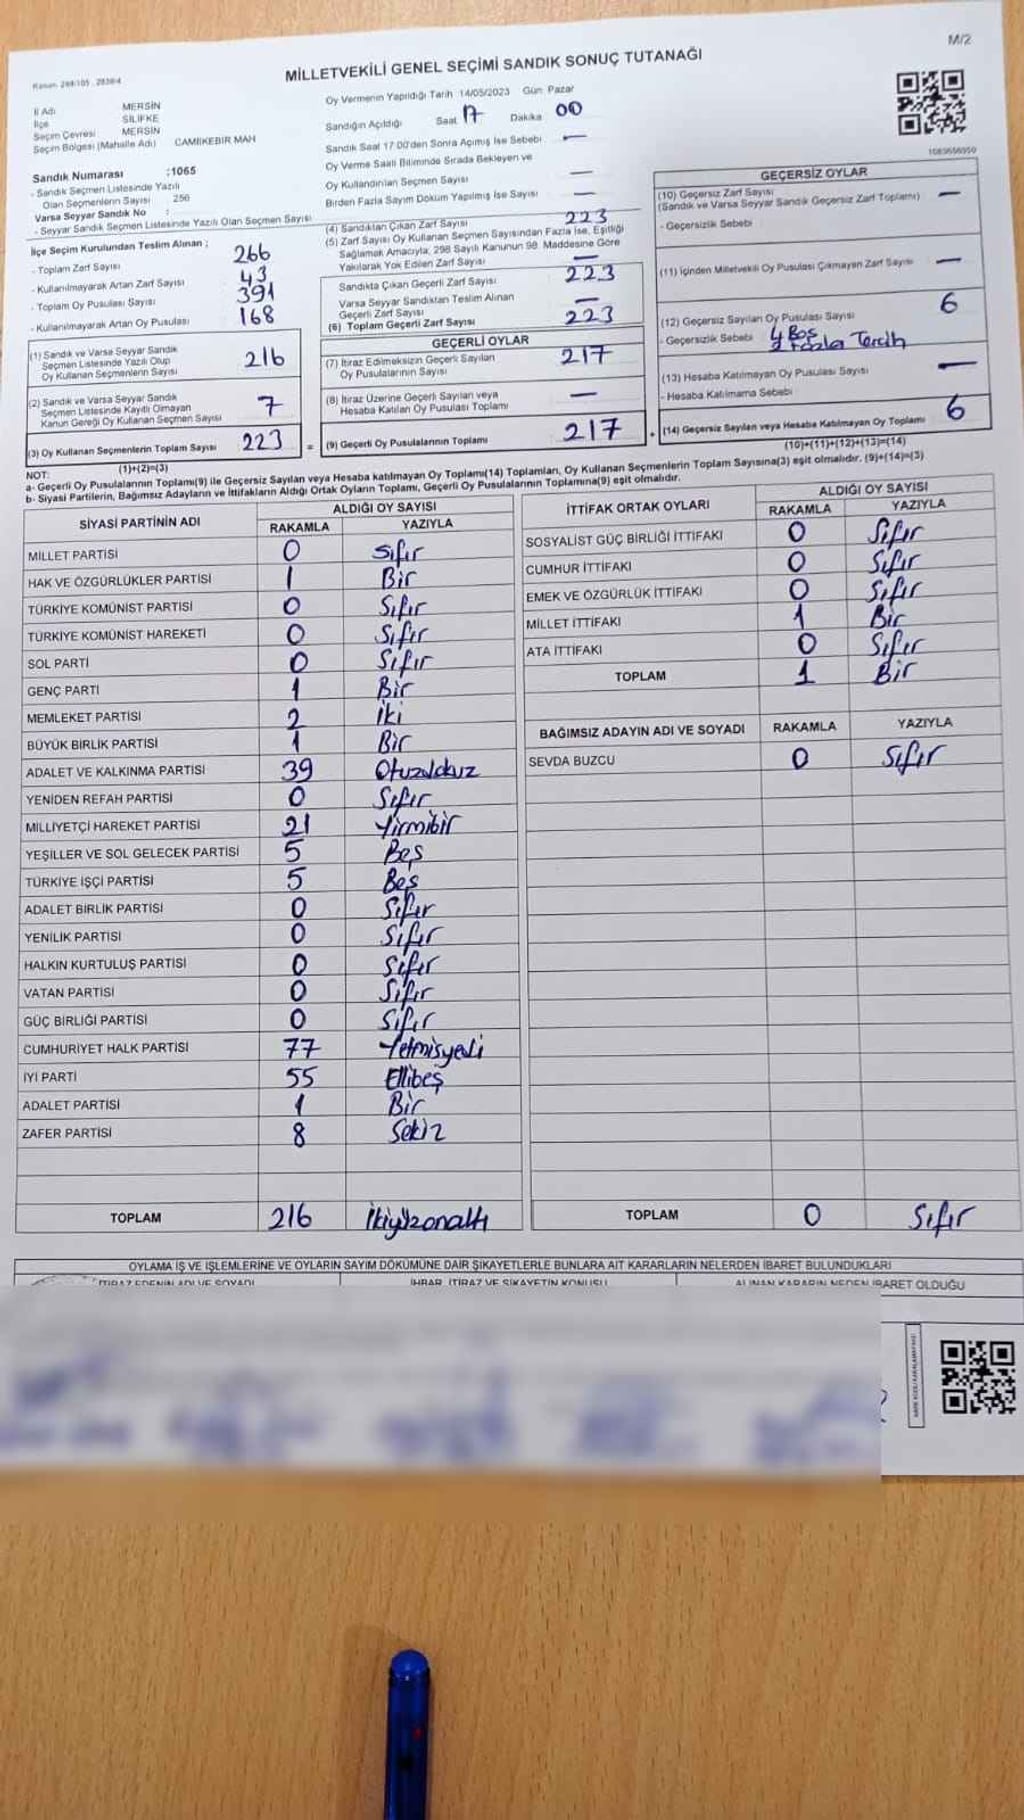 M/2
MİLLETVEKİLİ GENEL SEÇİMİ SANDIK SONUÇ TUTANAĞI
İl Adı MERSİN
İlçe SİLİFKE
Seçim Çevresi MERSİN
Seçim Bölgesi (Mahalle Adı) CAMİİKEBİR MAH
Sandık Numarası :1065
- Sandık Seçmen Listesinde Yazılı
Olan Seçmenlerin Sayısı 256
Varsa Seyyar Sandık No :
- Seyyar Sandık Seçmen Listesinde Yazılı Olan Seçmen Sayısı
İlçe Seçim Kurulundan Teslim Alınan ;
- Toplam Zarf Sayısı 266
- Kullanılmayarak Artan Zarf Sayısı 43
- Toplam Oy Pusulası Sayısı 391
- Kullanılmayarak Artan Oy Pusulası 168
(1) Sandık ve Varsa Seyyar Sandık
Seçmen Listesinde Yazılı Olup
Oy Kullanan Seçmenlerin Sayısı 216
(2) Sandık ve Varsa Seyyar Sandık
Seçmen Listesinde Kayıtlı Olmayan
Kanun Gereği Oy Kullanan Seçmen Sayısı 7
(3) Oy Kullanan Seçmenlerin Toplam Sayısı 223
(1)+(2)=(3)
Oy Vermenin Yapıldığı Tarih 14/05/2023 Gün Pazar
Sandığın Açıldığı Saat 17 Dakika 00
Sandık Saat 17:00'den Sonra Açılmış İse Sebebi —
Oy Verme Saati Bitiminde Sırada Bekleyen ve
Oy Kullandırılan Seçmen Sayısı —
Birden Fazla Sayım Döküm Yapılmış İse Sayısı —
(4) Sandıktan Çıkan Zarf Sayısı 223
(5) Zarf Sayısı Oy Kullanan Seçmen Sayısından Fazla İse, Eşitliği
Sağlamak Amacıyla, 298 Sayılı Kanunun 98. Maddesine Göre
Yakılarak Yok Edilen Zarf Sayısı —
Sandıkta Çıkan Geçerli Zarf Sayısı 223
Varsa Seyyar Sandıktan Teslim Alınan
Geçerli Zarf Sayısı —
(6) Toplam Geçerli Zarf Sayısı 223
GEÇERLİ OYLAR
(7) İtiraz Edilmeksizin Geçerli Sayılan
Oy Pusulalarının Sayısı 217
(8) İtiraz Üzerine Geçerli Sayılan veya
Hesaba Katılan Oy Pusulası Toplamı —
= (9) Geçerli Oy Pusulalarının Toplamı 217 +
1083656950
GEÇERSİZ OYLAR
(10) Geçersiz Zarf Sayısı
(Sandık ve Varsa Seyyar Sandık Geçersiz Zarf Toplamı) —
- Geçersizlik Sebebi
(11) İçinden Milletvekili Oy Pusulası Çıkmayan Zarf Sayısı —
(12) Geçersiz Sayılan Oy Pusulası Sayısı 6
- Geçersizlik Sebebi 4 Boş
Fazla Tercih
(13) Hesaba Katılmayan Oy Pusulası Sayısı —
- Hesaba Katılmama Sebebi
(14) Geçersiz Sayılan veya Hesaba Katılmayan Oy Toplamı 6
(10)+(11)+(12)+(13)=(14)
NOT:
a- Geçerli Oy Pusulalarının Toplamı(9) ile Geçersiz Sayılan veya Hesaba katılmayan Oy Toplamı(14) Toplamları, Oy Kullanan Seçmenlerin Toplam Sayısına(3) eşit olmalıdır. (9)+(14)=(3)
b- Siyasi Partilerin, Bağımsız Adayların ve İttifakların Aldığı Ortak Oyların Toplamı, Geçerli Oy Pusulalarının Toplamına(9) eşit olmalıdır.
SİYASİ PARTİNİN ADI ALDIĞI OY SAYISI
RAKAMLA YAZIYLA
MİLLET PARTİSİ 0 Sıfır
HAK VE ÖZGÜRLÜKLER PARTİSİ 1 Bir
TÜRKİYE KOMÜNİST PARTİSİ 0 Sıfır
TÜRKİYE KOMÜNİST HAREKETİ 0 Sıfır
SOL PARTİ 0 Sıfır
GENÇ PARTİ 1 Bir
MEMLEKET PARTİSİ 2 İki
BÜYÜK BİRLİK PARTİSİ 1 Bir
ADALET VE KALKINMA PARTİSİ 39 Otuzdokuz
YENİDEN REFAH PARTİSİ 0 Sıfır
MİLLİYETÇİ HAREKET PARTİSİ 21 Yirmibir
YEŞİLLER VE SOL GELECEK PARTİSİ 5 Beş
TÜRKİYE İŞÇİ PARTİSİ 5 Beş
ADALET BİRLİK PARTİSİ 0 Sıfır
YENİLİK PARTİSİ 0 Sıfır
HALKIN KURTULUŞ PARTİSİ 0 Sıfır
VATAN PARTİSİ 0 Sıfır
GÜÇ BİRLİĞİ PARTİSİ 0 Sıfır
CUMHURİYET HALK PARTİSİ 77 Yetmişyedi
İYİ PARTİ 55 Ellibeş
ADALET PARTİSİ 1 Bir
ZAFER PARTİSİ 8 Sekiz
TOPLAM 216 İkiyüzonaltı
İTTİFAK ORTAK OYLARI ALDIĞI OY SAYISI
RAKAMLA YAZIYLA
SOSYALİST GÜÇ BİRLİĞİ İTTİFAKI 0 Sıfır
CUMHUR İTTİFAKI 0 Sıfır
EMEK VE ÖZGÜRLÜK İTTİFAKI 0 Sıfır
MİLLET İTTİFAKI 1 Bir
ATA İTTİFAKI 0 Sıfır
TOPLAM 1 Bir
BAĞIMSIZ ADAYIN ADI VE SOYADI RAKAMLA YAZIYLA
SEVDA BUZCU 0 Sıfır
TOPLAM 0 Sıfır
OYLAMA İŞ VE İŞLEMLERİNE VE OYLARIN SAYIM DÖKÜMÜNE DAİR ŞİKAYETLERLE BUNLARA AİT KARARLARIN NELERDEN İBARET BULUNDUKLARI
İTİRAZ EDENİN ADI VE SOYADI İHBAR, İTİRAZ VE ŞİKAYETİN KONUSU ALINAN KARARIN NEDEN İBARET OLDUĞU